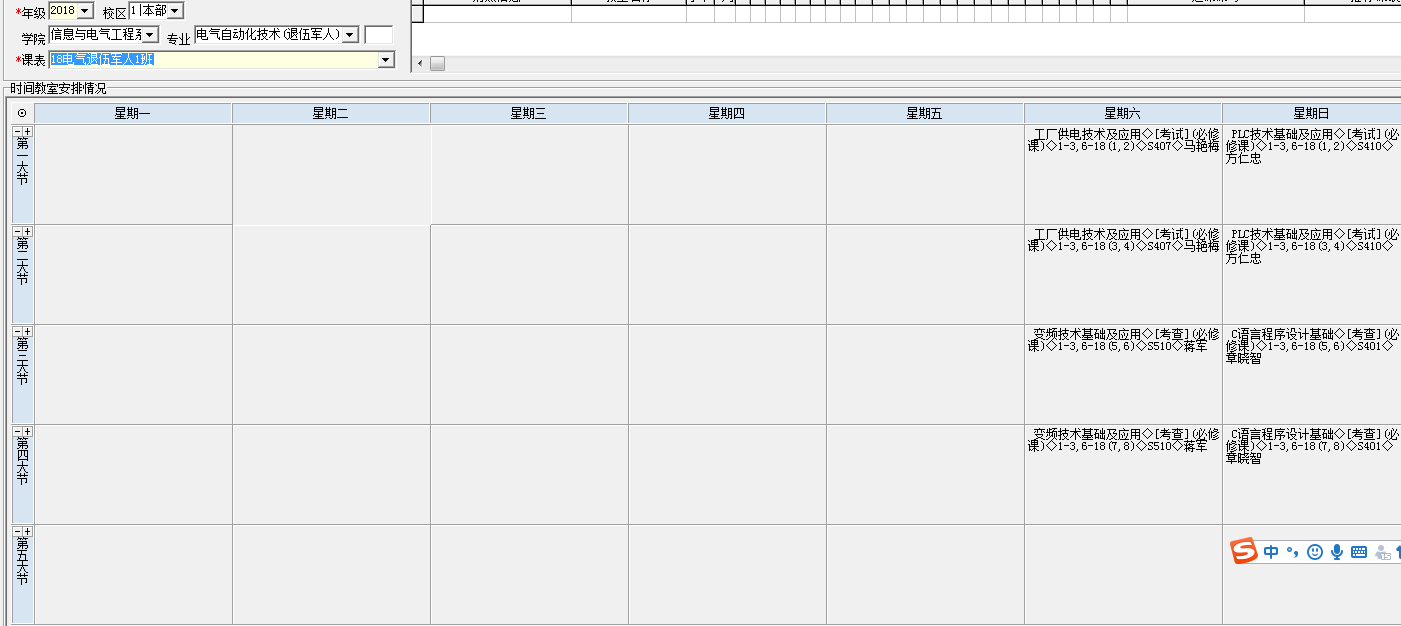 *年级 2018 校区 1|本部
学院 信息与电气工程系 专业 电气自动化技术(退伍军人)
*课表 18电气退伍军人1班
时间教室安排情况
星期一 星期二 星期三 星期四 星期五 星期六 星期日
第一大节
工厂供电技术及应用◇[考试](必修
课)◇1-3,6-18(1,2)◇S407◇马艳梅
PLC技术基础及应用◇[考试](必
修课)◇1-3,6-18(1,2)◇S410◇
方仁忠
第二大节
工厂供电技术及应用◇[考试](必修
课)◇1-3,6-18(3,4)◇S407◇马艳梅
PLC技术基础及应用◇[考试](必
修课)◇1-3,6-18(3,4)◇S410◇
方仁忠
第三大节
变频技术基础及应用◇[考查](必修
课)◇1-3,6-18(5,6)◇S510◇蒋军
C语言程序设计基础◇[考查](必
修课)◇1-3,6-18(5,6)◇S401◇
章晓智
第四大节
变频技术基础及应用◇[考查](必修
课)◇1-3,6-18(7,8)◇S510◇蒋军
C语言程序设计基础◇[考查](必
修课)◇1-3,6-18(7,8)◇S401◇
章晓智
第五大节
S 中